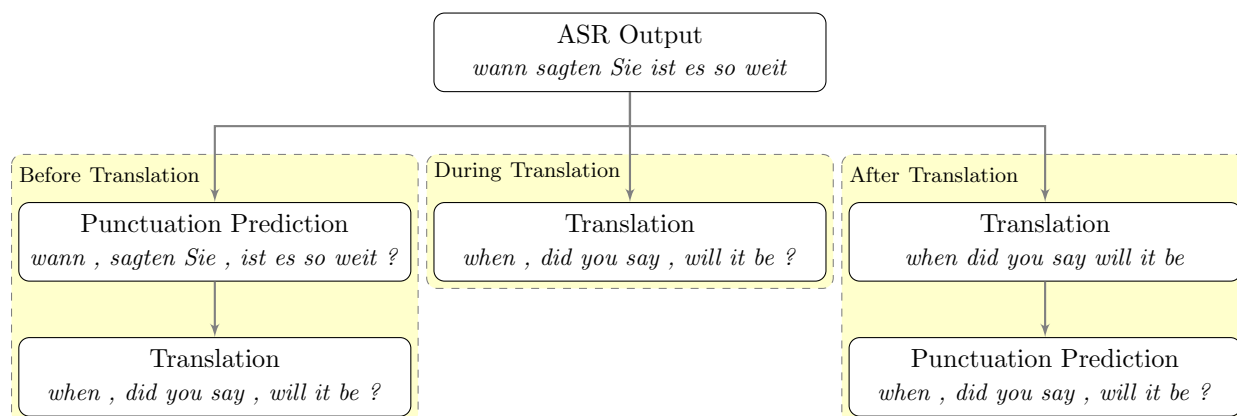 ASR Output
wann sagten Sie ist es so weit
Before Translation
Punctuation Prediction
wann , sagten Sie , ist es so weit ?
Translation
when , did you say , will it be ?
During Translation
Translation
when , did you say , will it be ?
After Translation
Translation
when did you say will it be
Punctuation Prediction
when , did you say , will it be ?